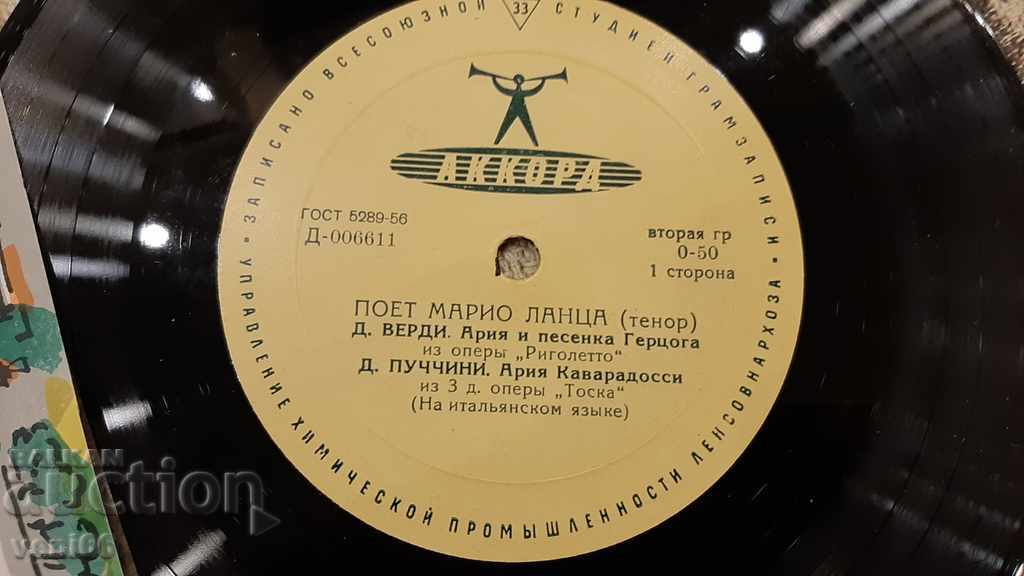 ЗАПИСАНО ВСЕСОЮЗНОЙ СТУДИЕЙ ГРАМЗАПИСИ •
33
АККОРД
ГОСТ 5289-56
Д-006611
вторая гр
0-50
1 сторона
ПОЕТ МАРИО ЛАНЦА (тенор)
Д. ВЕРДИ. Ария и песенка Герцога
из оперы „Риголетто“
Д. ПУЧЧИНИ. Ария Каварадосси
из 3 д. оперы „Тоска“
(На итальянском языке)
УПРАВЛЕНИЕ ХИМИЧЕСКОЙ ПРОМЫШЛЕННОСТИ ЛЕНСОВНАРХОЗА •
BALKAN
auction
veni06